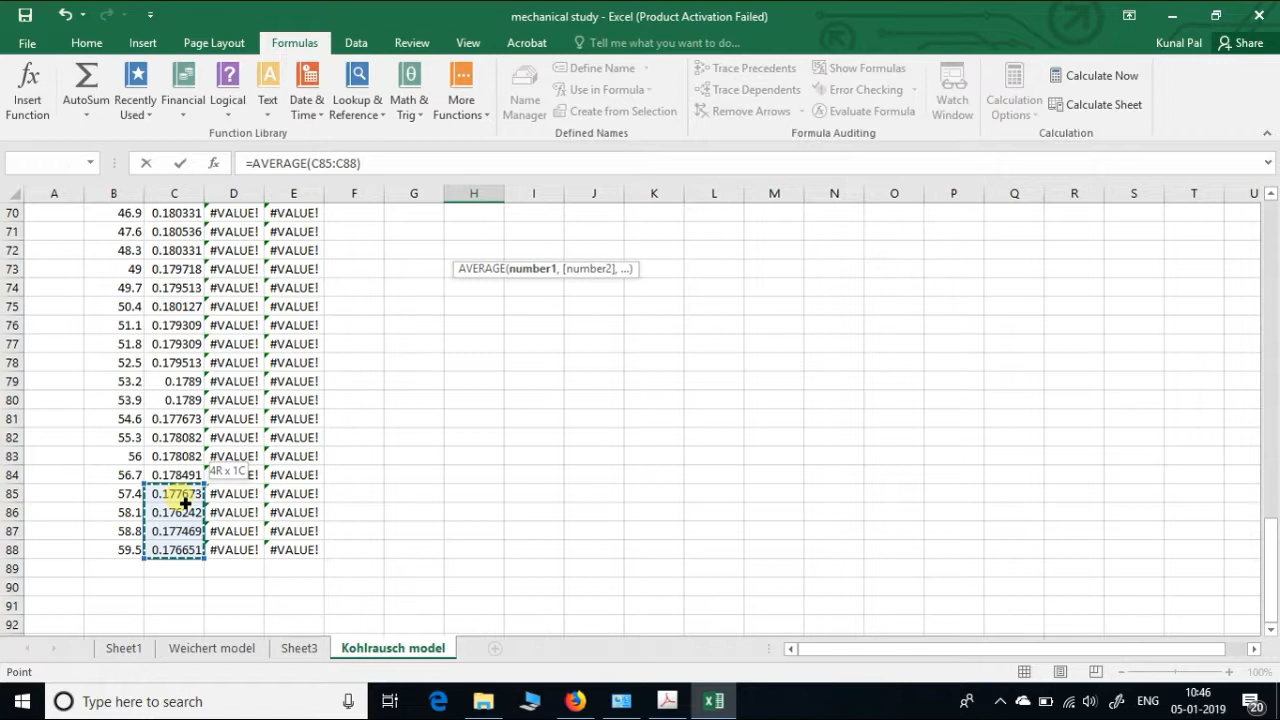 mechanical study - Excel (Product Activation Failed)
File Home Insert Page Layout Formulas Data Review View Acrobat Tell me what you want to do... Kunal Pal Share
Insert Function
AutoSum
Recently Used
Financial
Logical
Text
Date & Time
Lookup & Reference
Math & Trig
More Functions
Function Library
Name Manager
Define Name
Use in Formula
Create from Selection
Defined Names
Trace Precedents
Trace Dependents
Remove Arrows
Show Formulas
Error Checking
Evaluate Formula
Watch Window
Formula Auditing
Calculation Options
Calculate Now
Calculate Sheet
Calculation
fx =AVERAGE(C85:C88)
A B C D E F G H I J K L M N O P Q R S T U
70 46.9 0.180331 #VALUE! #VALUE!
71 47.6 0.180536 #VALUE! #VALUE!
72 48.3 0.180331 #VALUE! #VALUE!
73 49 0.179718 #VALUE! #VALUE! AVERAGE(number1, [number2], ...)
74 49.7 0.179513 #VALUE! #VALUE!
75 50.4 0.180127 #VALUE! #VALUE!
76 51.1 0.179309 #VALUE! #VALUE!
77 51.8 0.179309 #VALUE! #VALUE!
78 52.5 0.179513 #VALUE! #VALUE!
79 53.2 0.1789 #VALUE! #VALUE!
80 53.9 0.1789 #VALUE! #VALUE!
81 54.6 0.177673 #VALUE! #VALUE!
82 55.3 0.178082 #VALUE! #VALUE!
83 56 0.178082 #VALUE! #VALUE!
84 56.7 0.178491 4R x 1C #VALUE!
85 57.4 0.177673 #VALUE! #VALUE!
86 58.1 0.176242 #VALUE! #VALUE!
87 58.8 0.177469 #VALUE! #VALUE!
88 59.5 0.176651 #VALUE! #VALUE!
89
90
91
92
Sheet1 Weichert model Sheet3 Kohlrausch model
Point 100%
Type here to search ENG 10:46
05-01-2019 20